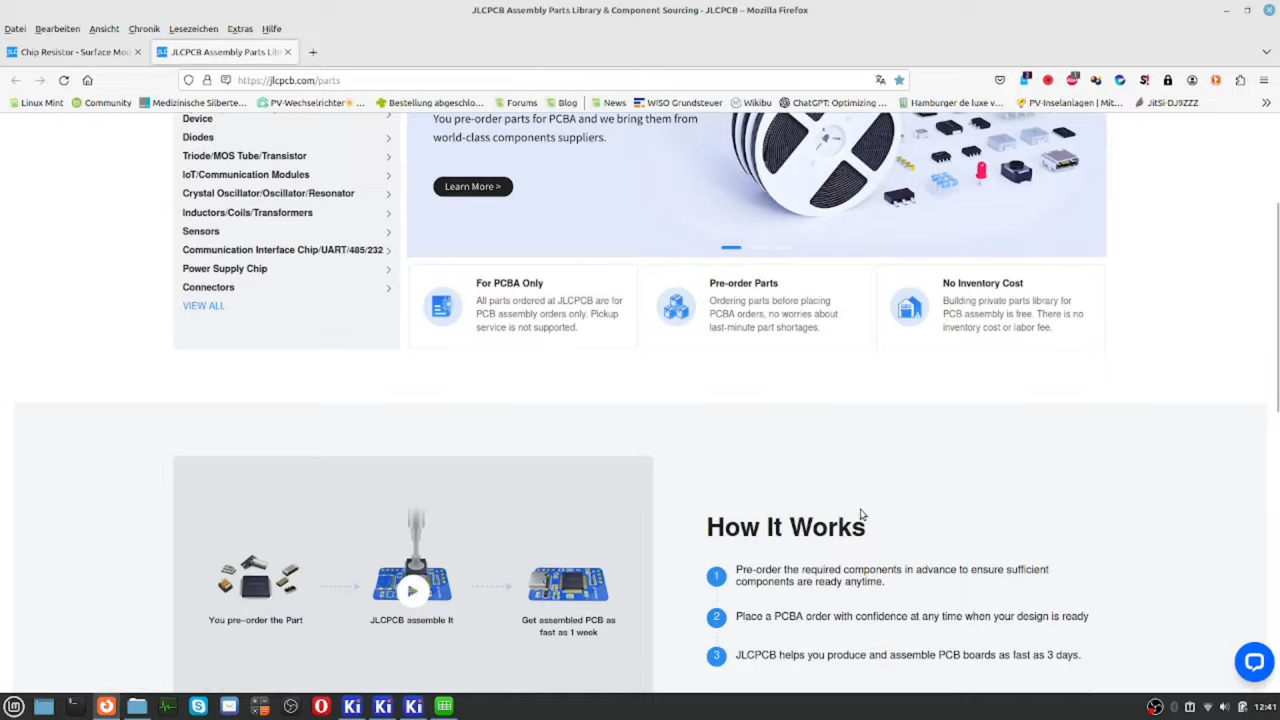 JLCPCB Assembly Parts Library & Component Sourcing - JLCPCB – Mozilla Firefox
Datei Bearbeiten Ansicht Chronik Lesezeichen Extras Hilfe
Chip Resistor - Surface Mou
JLCPCB Assembly Parts Libr
https://jlcpcb.com/parts
Linux Mint Community Medizinische Silberte... PV-Wechselrichter ... Bestellung abgeschlo... Forums Blog News WISO Grundsteuer Wikibu ChatGPT: Optimizing ... Hamburger de luxe v... PV-Inselanlagen | Mit... JitSi-DJ9ZZZ
Device
Diodes
Triode/MOS Tube/Transistor
IoT/Communication Modules
Crystal Oscillator/Oscillator/Resonator
Inductors/Coils/Transformers
Sensors
Communication Interface Chip/UART/485/232
Power Supply Chip
Connectors
VIEW ALL
You pre-order parts for PCBA and we bring them from
world-class components suppliers.
Learn More >
For PCBA Only
All parts ordered at JLCPCB are for
PCB assembly orders only. Pickup
service is not supported.
Pre-order Parts
Ordering parts before placing
PCBA orders, no worries about
last-minute part shortages.
No Inventory Cost
Building private parts library for
PCB assembly is free. There is no
inventory cost or labor fee.
You pre-order the Part
JLCPCB assemble It
Get assembled PCB as
fast as 1 week
How It Works
1 Pre-order the required components in advance to ensure sufficient
components are ready anytime.
2 Place a PCBA order with confidence at any time when your design is ready
3 JLCPCB helps you produce and assemble PCB boards as fast as 3 days.
Ki Ki Ki
12:41